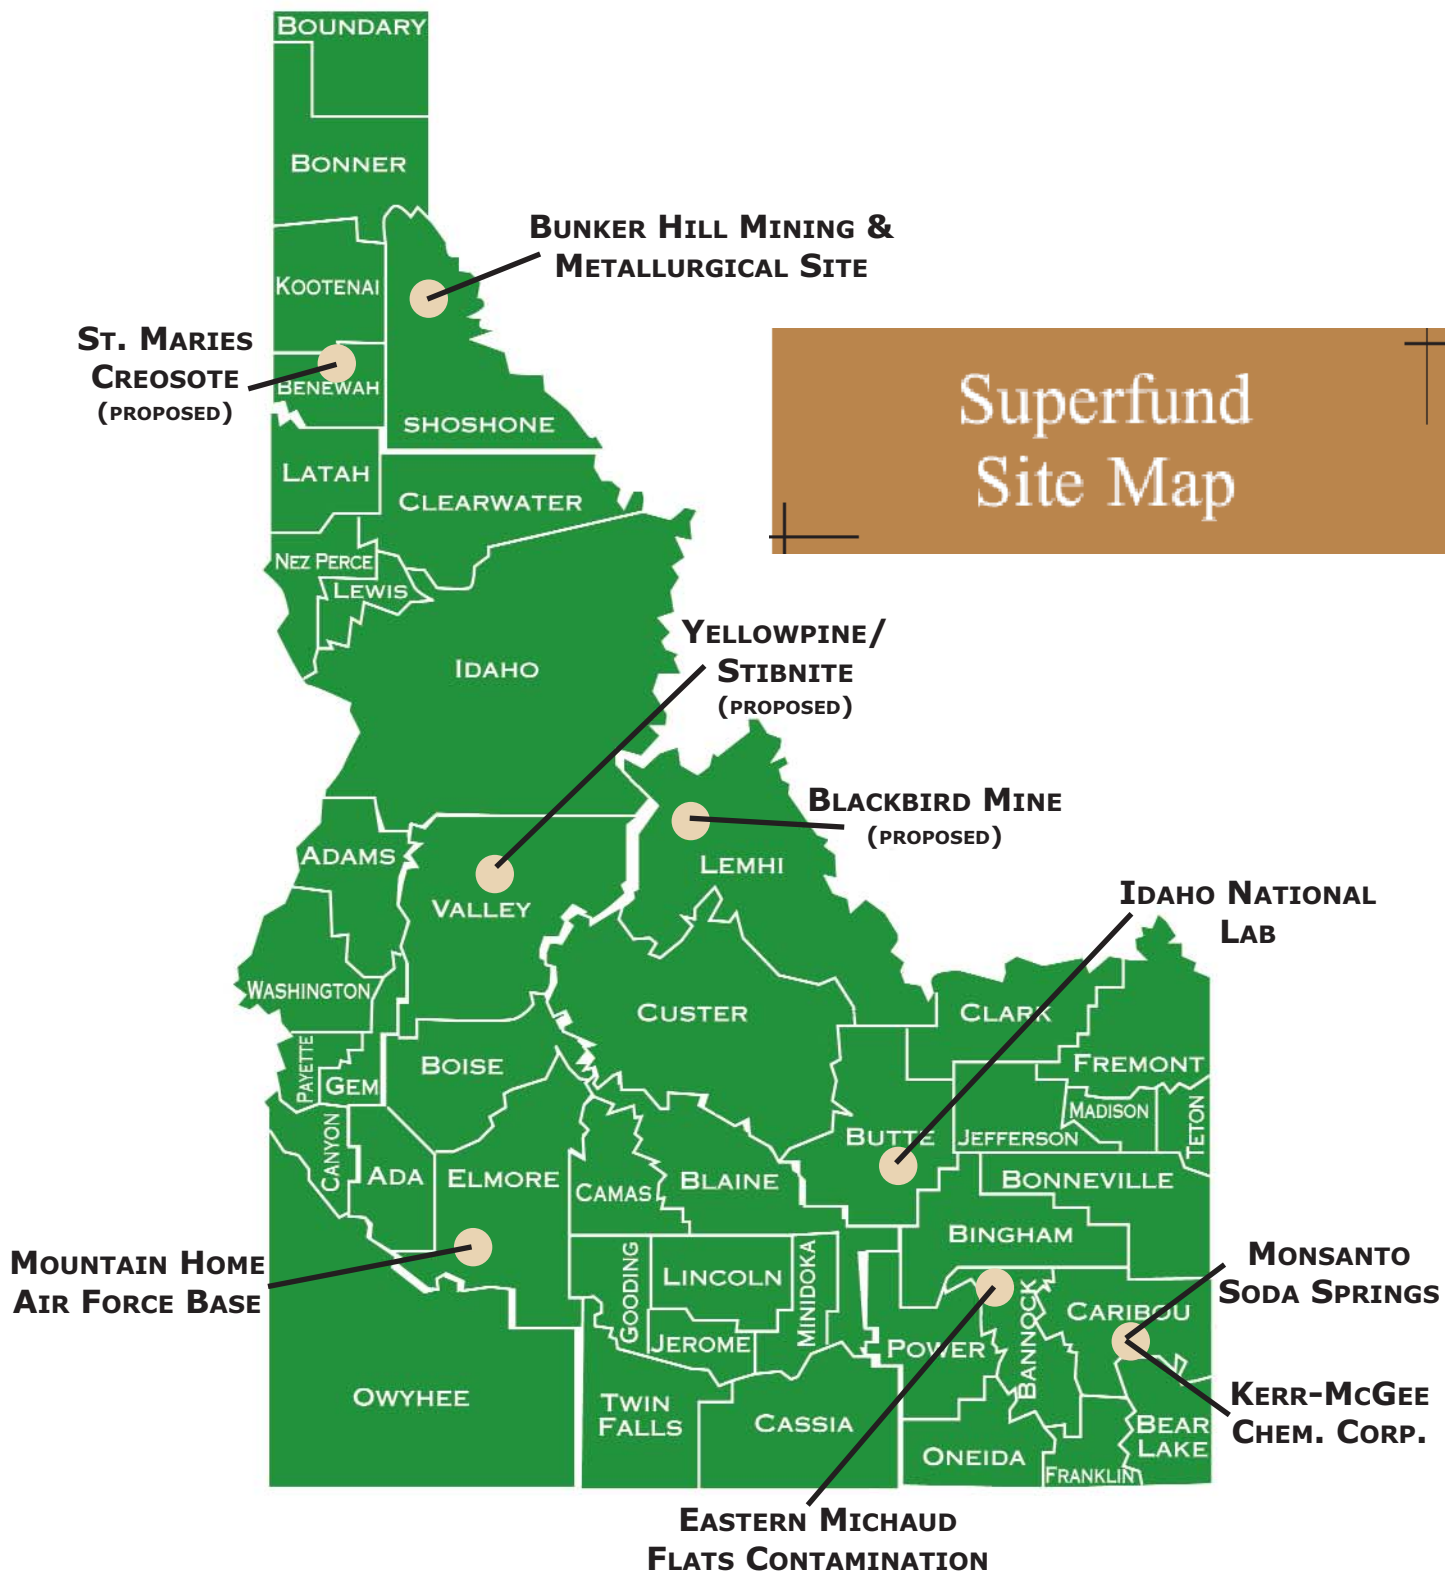 BOUNDARY
BONNER
BUNKER HILL MINING &
METALLURGICAL SITE
KOOTENAI
ST. MARIES
CREOSOTE
(PROPOSED)
BENEWAH
SHOSHONE
Superfund
Site Map
LATAH
CLEARWATER
NEZ PERCE
LEWIS
IDAHO
YELLOWPINE/
STIBNITE
(PROPOSED)
BLACKBIRD MINE
(PROPOSED)
ADAMS
LEMHI
VALLEY
IDAHO NATIONAL
LAB
WASHINGTON
CUSTER
CLARK
FREMONT
PAYETTE
GEM
BOISE
MADISON
TETON
CANYON
BUTTE
JEFFERSON
ADA
ELMORE
CAMAS
BLAINE
BONNEVILLE
BINGHAM
MOUNTAIN HOME
AIR FORCE BASE
GOODING
LINCOLN
MINIDOKA
MONSANTO
SODA SPRINGS
CARIBOU
JEROME
POWER
BANNOCK
OWYHEE
TWIN
FALLS
CASSIA
KERR-MCGEE
CHEM. CORP.
BEAR
LAKE
ONEIDA
FRANKLIN
EASTERN MICHAUD
FLATS CONTAMINATION